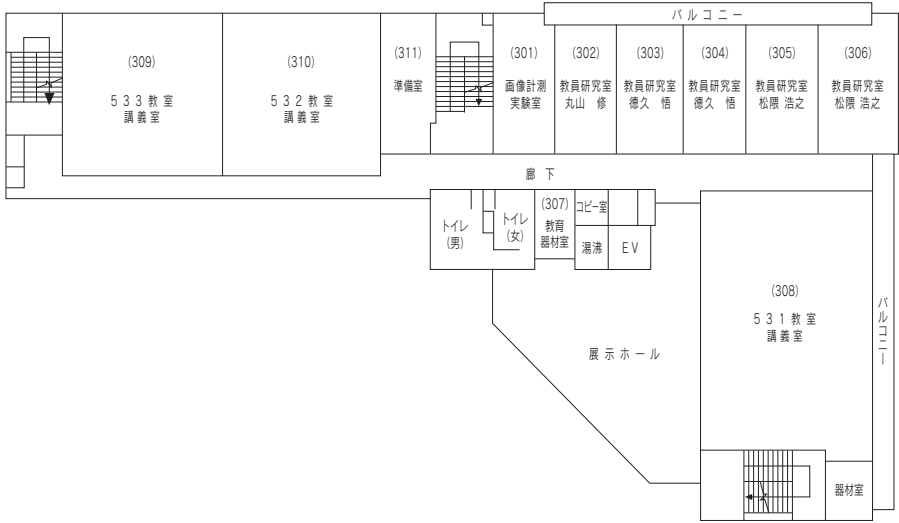 バルコニー
(309)
５３３教室
講義室
(310)
５３２教室
講義室
(311)
準備室
(301)
画像計測
実験室
(302)
教員研究室
丸山　修
(303)
教員研究室
德久　悟
(304)
教員研究室
德久　悟
(305)
教員研究室
松隈 浩之
(306)
教員研究室
松隈 浩之
廊下
トイレ
(男)
トイレ
(女)
(307)
教育
器材室
コピー室
湯沸
ＥＶ
(308)
５３１教室
講義室
バルコニー
展示ホール
器材室